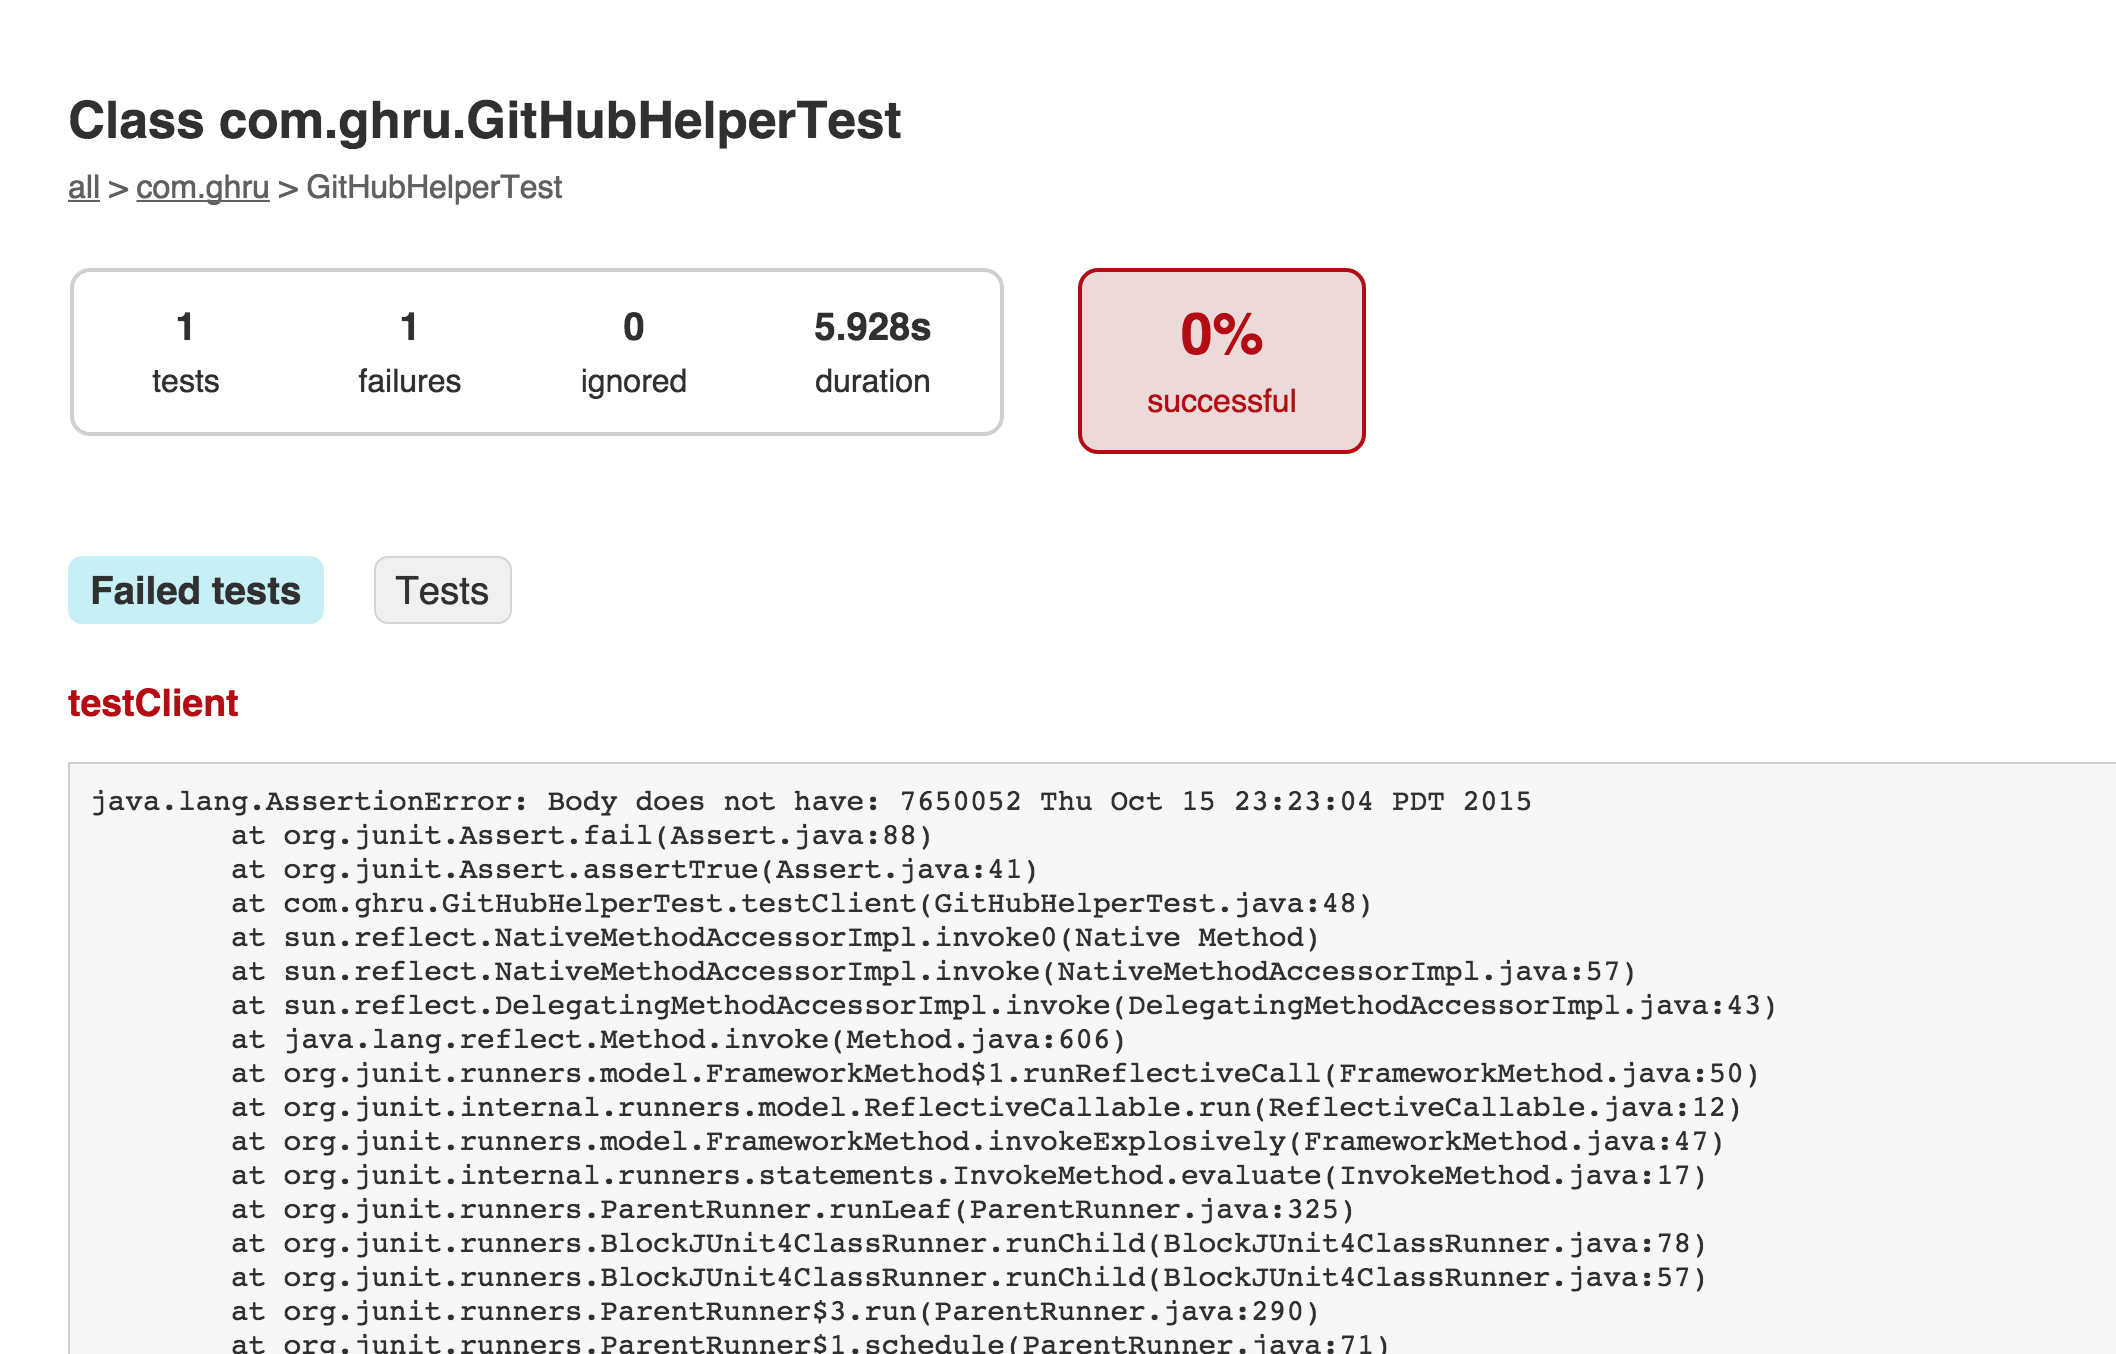 Class com.ghru.GitHubHelperTest
all > com.ghru > GitHubHelperTest
1 1 0 5.928s
tests failures ignored duration
0%
successful
Failed tests Tests
testClient
java.lang.AssertionError: Body does not have: 7650052 Thu Oct 15 23:23:04 PDT 2015
at org.junit.Assert.fail(Assert.java:88)
at org.junit.Assert.assertTrue(Assert.java:41)
at com.ghru.GitHubHelperTest.testClient(GitHubHelperTest.java:48)
at sun.reflect.NativeMethodAccessorImpl.invoke0(Native Method)
at sun.reflect.NativeMethodAccessorImpl.invoke(NativeMethodAccessorImpl.java:57)
at sun.reflect.DelegatingMethodAccessorImpl.invoke(DelegatingMethodAccessorImpl.java:43)
at java.lang.reflect.Method.invoke(Method.java:606)
at org.junit.runners.model.FrameworkMethod$1.runReflectiveCall(FrameworkMethod.java:50)
at org.junit.internal.runners.model.ReflectiveCallable.run(ReflectiveCallable.java:12)
at org.junit.runners.model.FrameworkMethod.invokeExplosively(FrameworkMethod.java:47)
at org.junit.internal.runners.statements.InvokeMethod.evaluate(InvokeMethod.java:17)
at org.junit.runners.ParentRunner.runLeaf(ParentRunner.java:325)
at org.junit.runners.BlockJUnit4ClassRunner.runChild(BlockJUnit4ClassRunner.java:78)
at org.junit.runners.BlockJUnit4ClassRunner.runChild(BlockJUnit4ClassRunner.java:57)
at org.junit.runners.ParentRunner$3.run(ParentRunner.java:290)
at org.junit.runners.ParentRunner$1.schedule(ParentRunner.java:71)